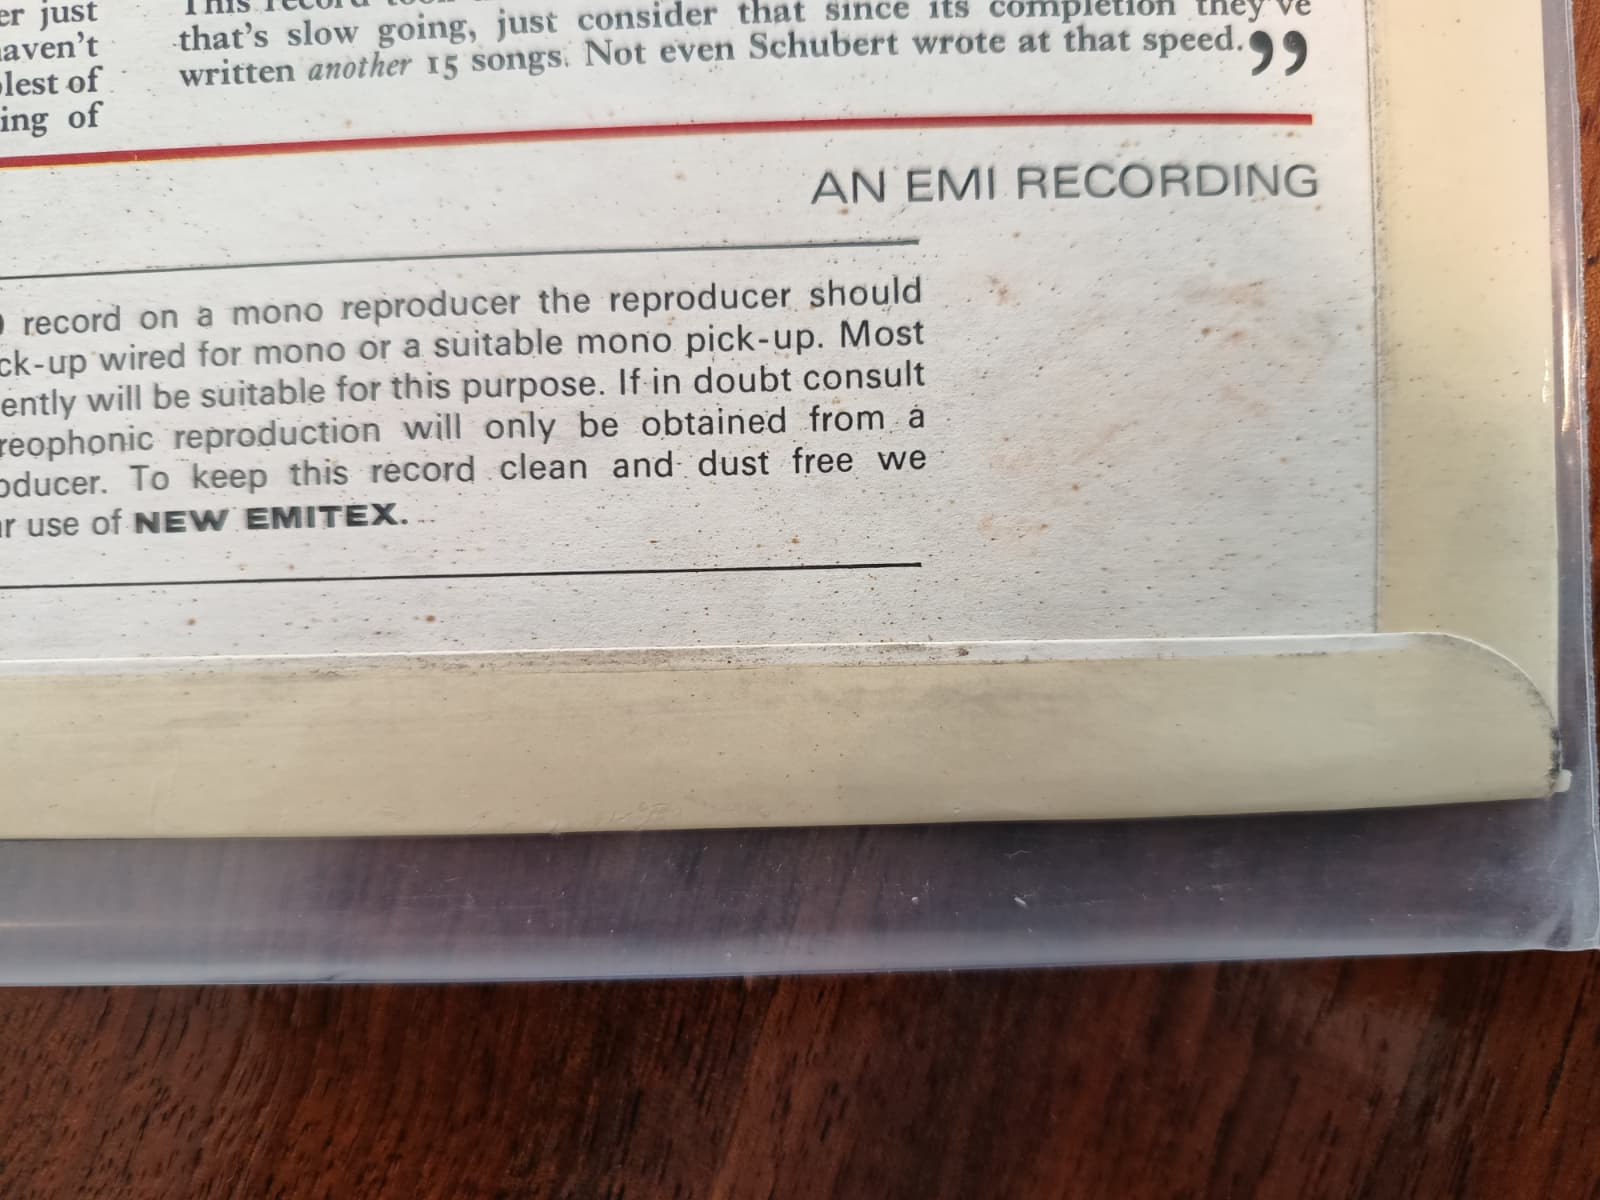 er just
haven't
of
ing of
This record
that's slow going, just consider that since its completion they've
written another 15 songs. Not even Schubert wrote at that speed.”
AN EMI RECORDING
record on a mono reproducer the reproducer should
ck-up wired for mono or a suitable mono pick-up. Most
ently will be suitable for this purpose. If in doubt consult
reophonic reproduction will only be obtained from a
oducer. To keep this record clean and dust free we
ar use of NEW EMITEX.